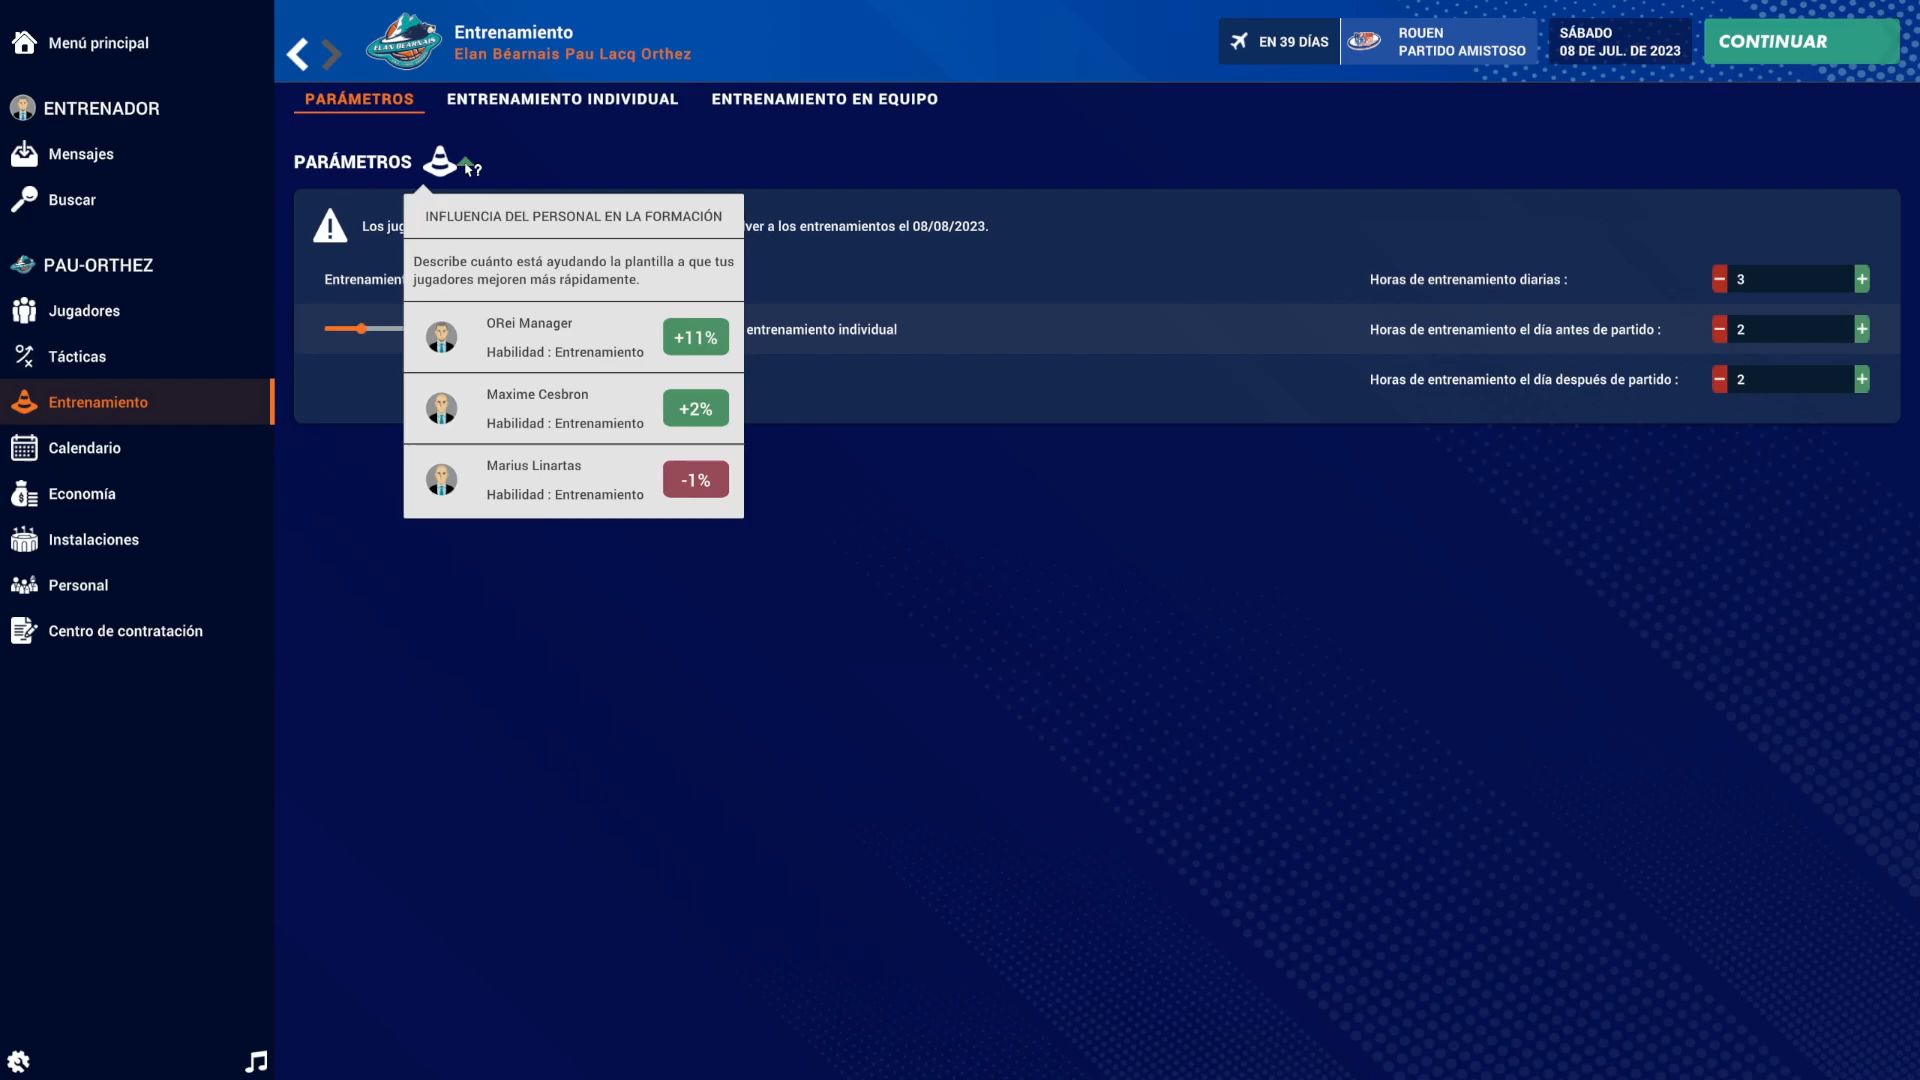 Menú principal
ENTRENADOR
Mensajes
Buscar
PAU-ORTHEZ
Jugadores
Tácticas
Entrenamiento
Calendario
Economía
Instalaciones
Personal
Centro de contratación
ELAN BÉARNAIS
Entrenamiento
Elan Béarnais Pau Lacq Orthez
EN 39 DÍAS
ROUEN
PARTIDO AMISTOSO
SÁBADO
08 DE JUL. DE 2023
CONTINUAR
PARÁMETROS ENTRENAMIENTO INDIVIDUAL ENTRENAMIENTO EN EQUIPO
PARÁMETROS
?
Los jug
ver a los entrenamientos el 08/08/2023.
Entrenamient
entrenamiento individual
INFLUENCIA DEL PERSONAL EN LA FORMACIÓN
Describe cuánto está ayudando la plantilla a que tus
jugadores mejoren más rápidamente.
ORei Manager
Habilidad : Entrenamiento
+11%
Maxime Cesbron
Habilidad : Entrenamiento
+2%
Marius Linartas
Habilidad : Entrenamiento
-1%
Horas de entrenamiento diarias : - 3 +
Horas de entrenamiento el día antes de partido : - 2 +
Horas de entrenamiento el día después de partido : - 2 +